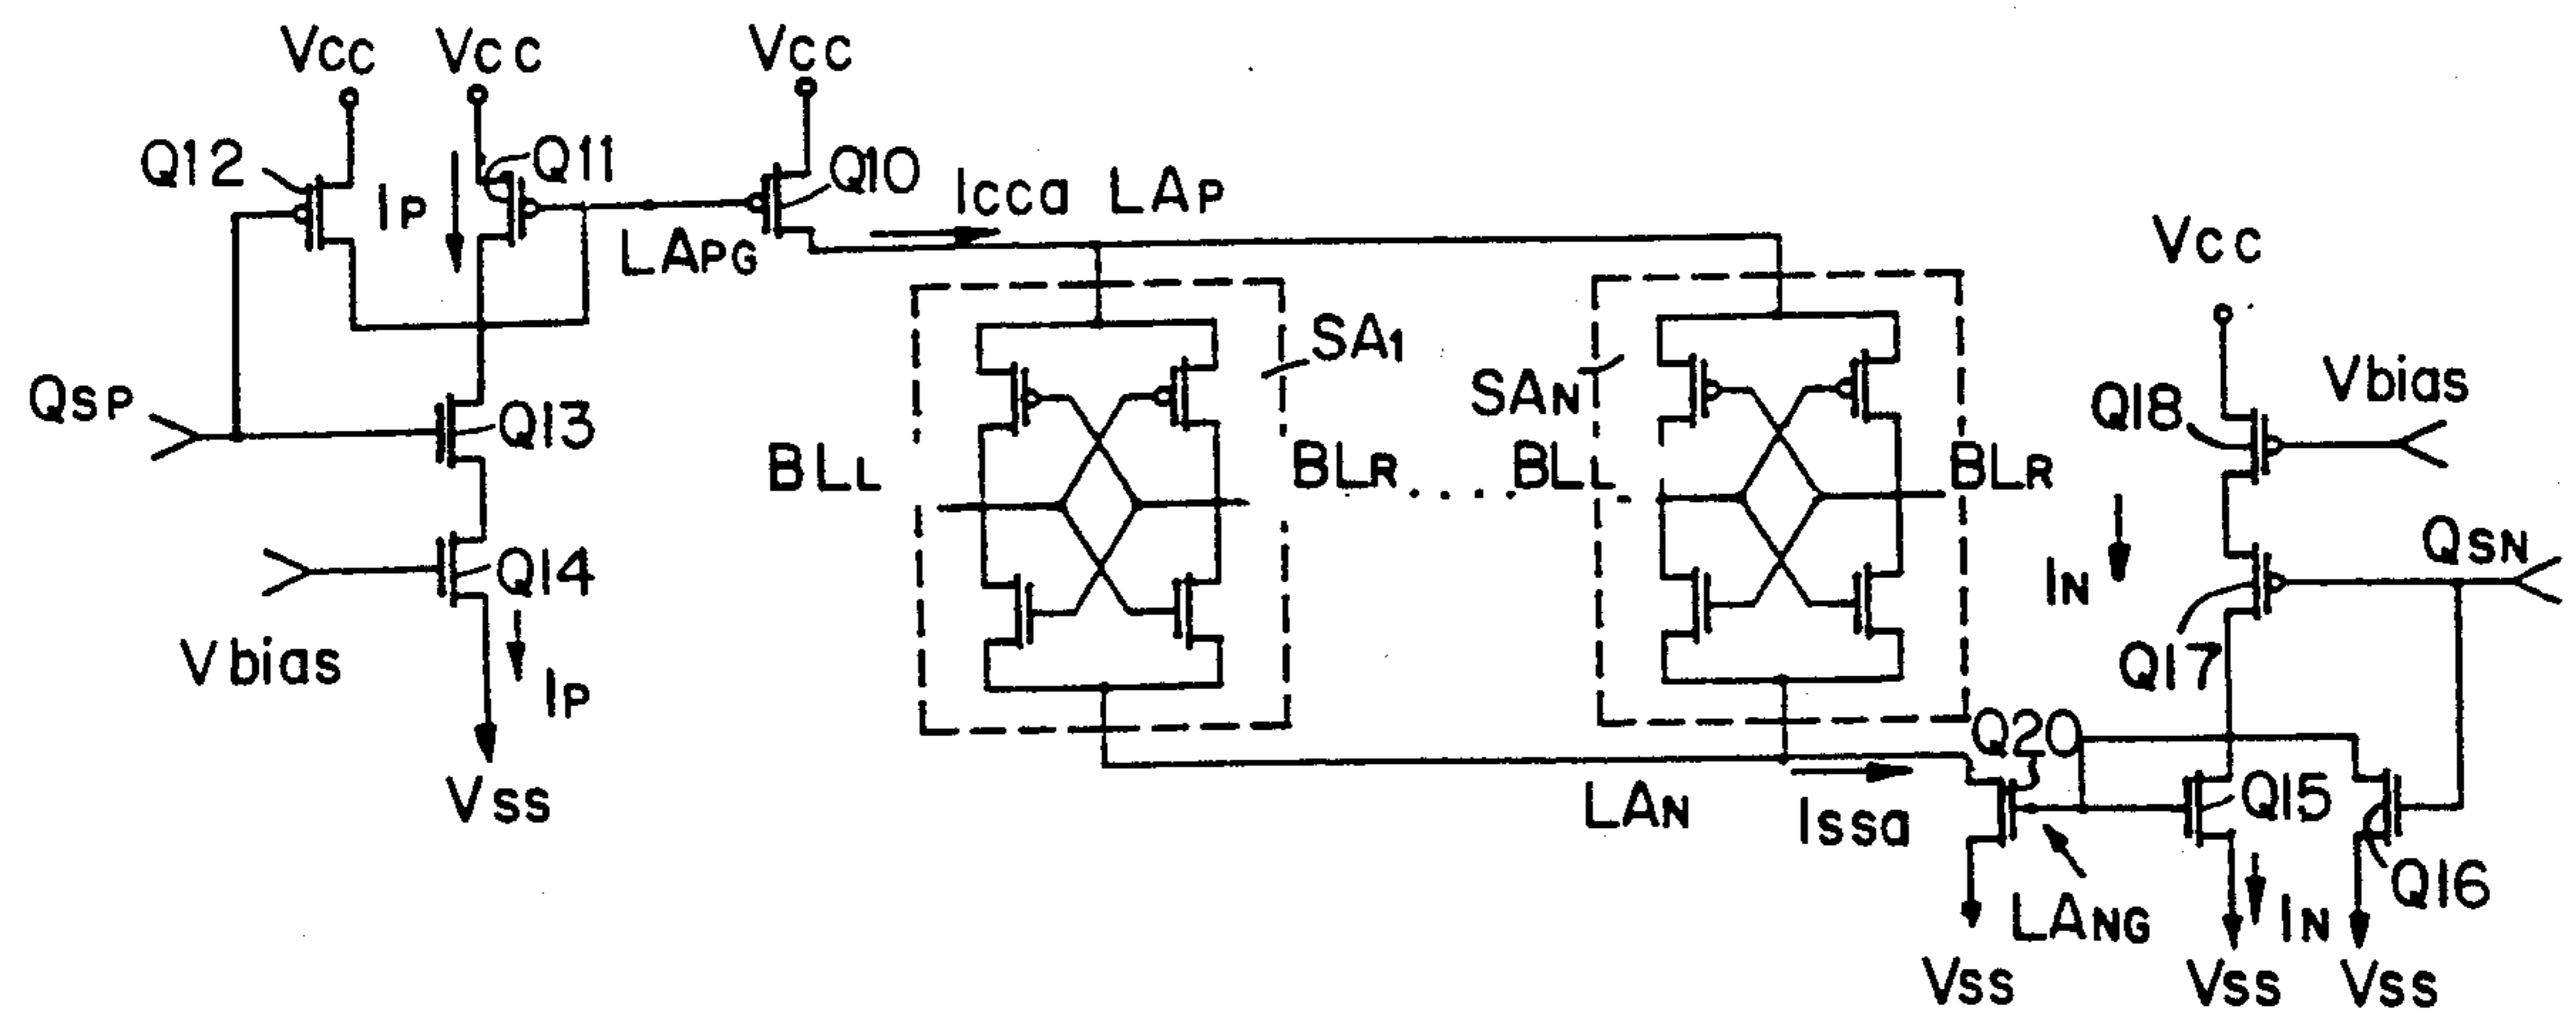 Vcc Vcc Vcc
Q12 IP Q11 Q10 Icca LAP
LAPG
Vcc
SA1 SAN
QSP Q13 Q18 Vbias
BLL BLR.....BLL BLR
Q14 IN QSN
Vbias IP Q17
Q20
Vss LAN Issa Q15
LANG IN Q16
Vss Vss Vss